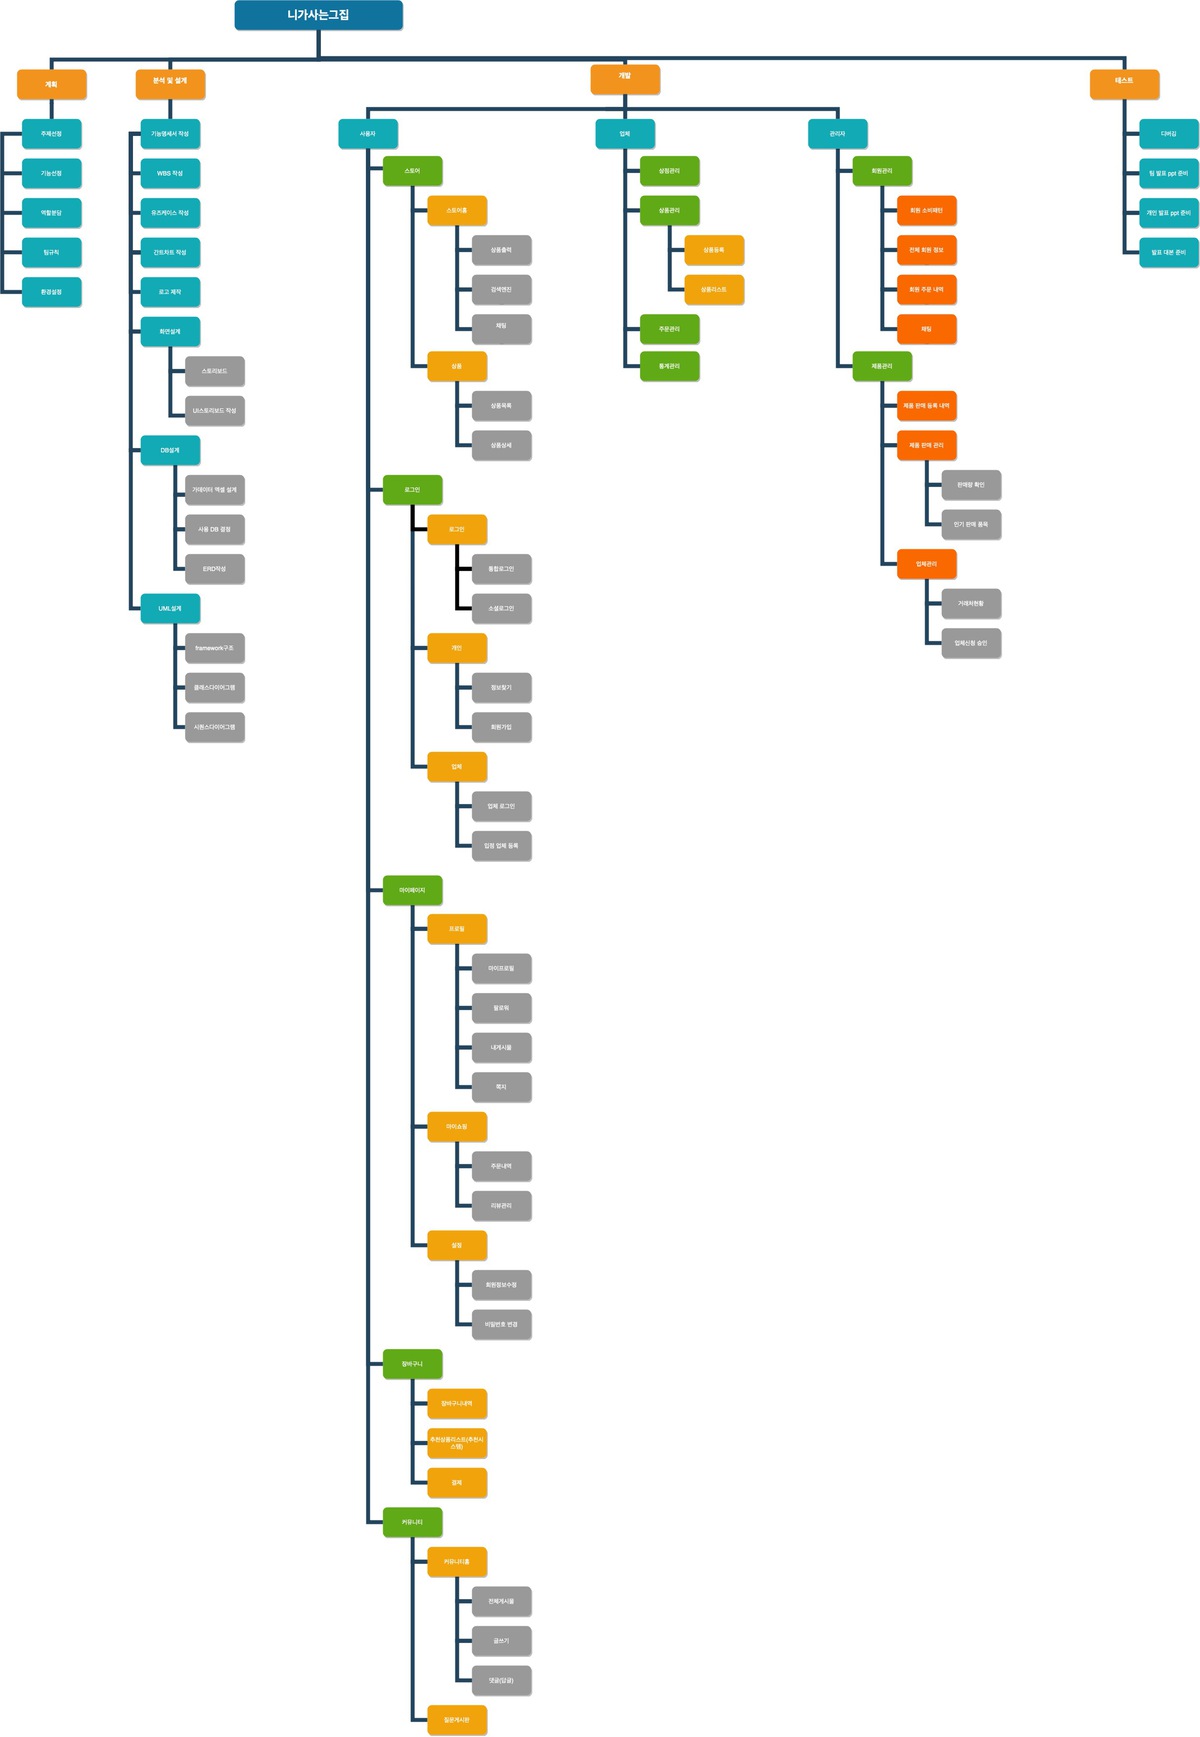 니가사는그집
계획
주제선정
기능선정
역할분담
팀규칙
환경설정
분석 및 설계
기능명세서 작성
WBS 작성
유즈케이스 작성
간트차트 작성
로고 제작
화면설계
스토리보드
UI스토리보드 작성
DB설계
가데이터 엑셀 설계
사용 DB 결정
ERD작성
UML설계
framework구조
클래스다이어그램
시퀀스다이어그램
개발
사용자
스토어
스토어홈
상품출력
검색엔진
채팅
상품
상품목록
상품상세
로그인
로그인
통합로그인
소셜로그인
개인
정보찾기
회원가입
업체
업체 로그인
입점 업체 등록
마이페이지
프로필
마이프로필
팔로워
내게시물
쪽지
마이쇼핑
주문내역
리뷰관리
설정
회원정보수정
비밀번호 변경
장바구니
장바구니내역
추천상품리스트(추천시
스템)
결제
커뮤니티
커뮤니티홈
전체게시물
글쓰기
댓글(답글)
질문게시판
업체
상점관리
상품관리
상품등록
상품리스트
주문관리
통계관리
관리자
회원관리
회원 소비패턴
전체 회원 정보
회원 주문 내역
채팅
제품관리
제품 판매 등록 내역
제품 판매 관리
판매량 확인
인기 판매 품목
업체관리
거래처현황
업체신청 승인
테스트
디버깅
팀 발표 ppt 준비
개인 발표 ppt 준비
발표 대본 준비